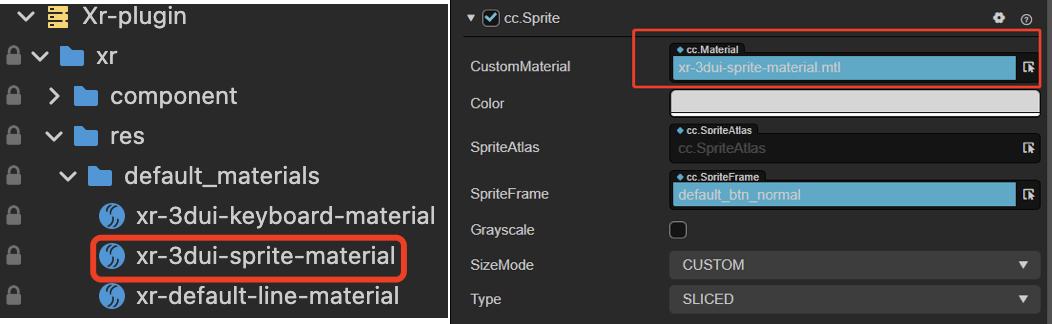 Xr-plugin
xr
component
res
default_materials
xr-3dui-keyboard-material
xr-3dui-sprite-material
xr-default-line-material
cc.Sprite
cc.Material
CustomMaterial
xr-3dui-sprite-material.mtl
Color
cc.SpriteAtlas
SpriteAtlas
cc.SpriteAtlas
cc.SpriteFrame
SpriteFrame
default_btn_normal
Grayscale
SizeMode CUSTOM
Type SLICED